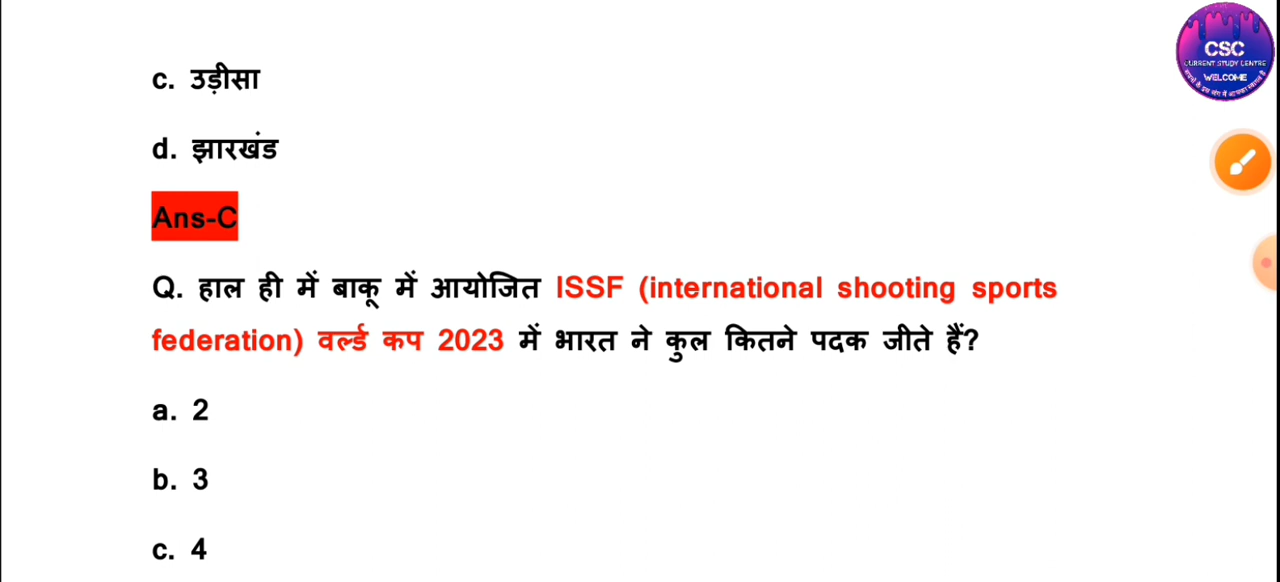 CSC
CURRENT STUDY CENTRE
WELCOME
c. उड़ीसा
d. झारखंड
Ans-C
Q. हाल ही में बाकू में आयोजित ISSF (international shooting sports
federation) वर्ल्ड कप 2023 में भारत ने कुल कितने पदक जीते हैं?
a. 2
b. 3
c. 4